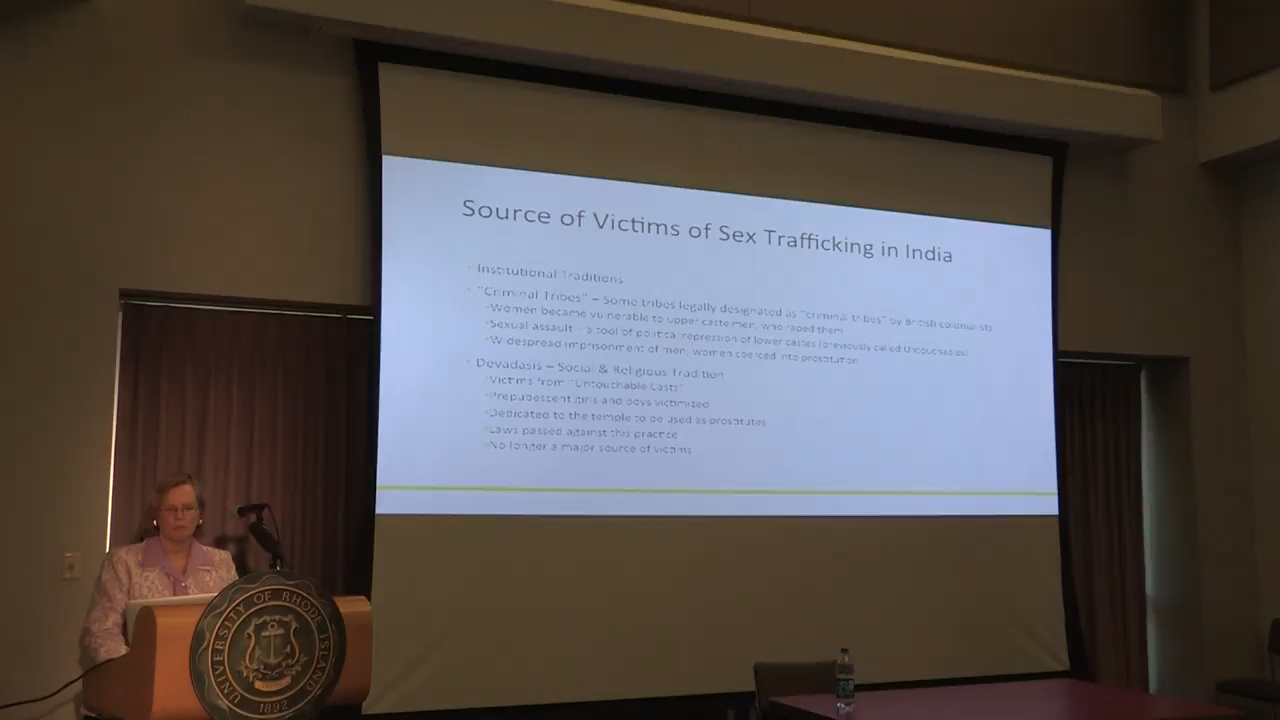 Source of Victims of Sex Trafficking in India
Institutional Traditions
"Criminal Tribes" – Some tribes legally designated as "criminal tribes" by British colonialists
Women became vulnerable to upper caste men, who raped them
Sexual assault – a tool of political repression of lower castes (previously called Untouchables)
Widespread imprisonment of men; women coerced into prostitution
Devadasis – Social & Religious Tradition
Victims from "Untouchable Casts"
Prepubescent girls and boys victimized
Dedicated to the temple to be used as prostitutes
Laws passed against this practice
No longer a major source of victims
UNIVERSITY OF RHODE ISLAND
1892